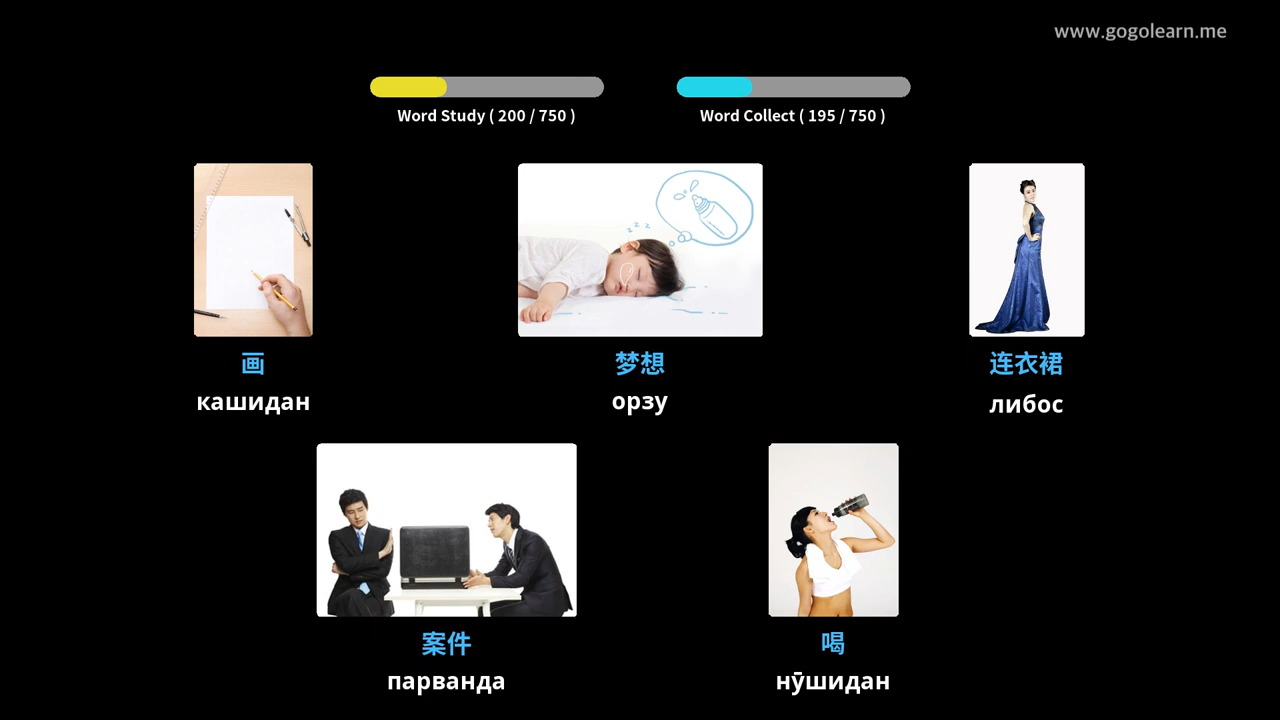 www.gogolearn.me
Word Study ( 200 / 750 )
Word Collect ( 195 / 750 )
画
кашидан
梦想
орзу
连衣裙
либос
案件
парванда
喝
нӯшидан